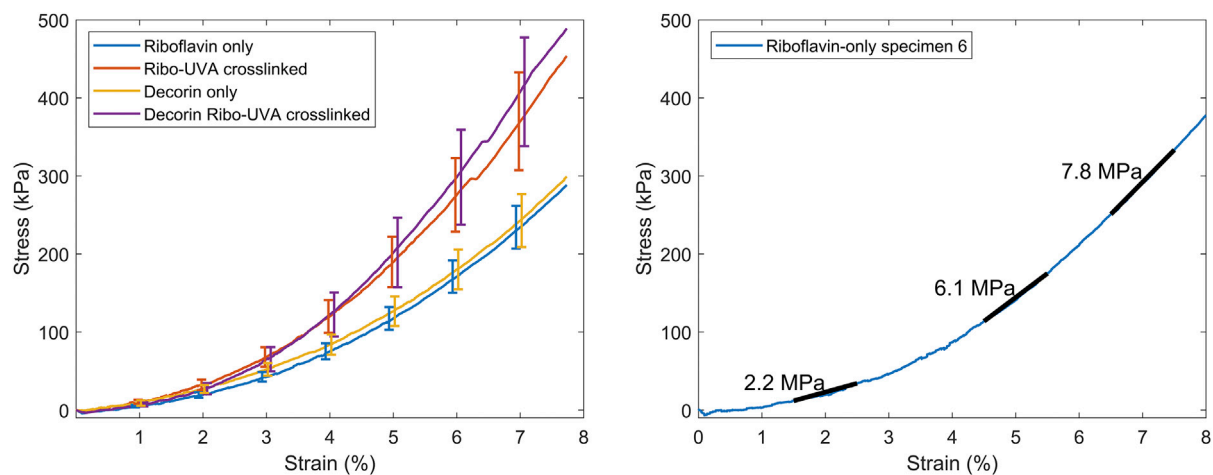 500
400
300
200
100
0
Stress (kPa)
Riboflavin only
Ribo-UVA crosslinked
Decorin only
Decorin Ribo-UVA crosslinked
1 2 3 4 5 6 7 8
Strain (%)
500
400
300
200
100
0
Stress (kPa)
Riboflavin-only specimen 6
7.8 MPa
6.1 MPa
2.2 MPa
0 1 2 3 4 5 6 7 8
Strain (%)